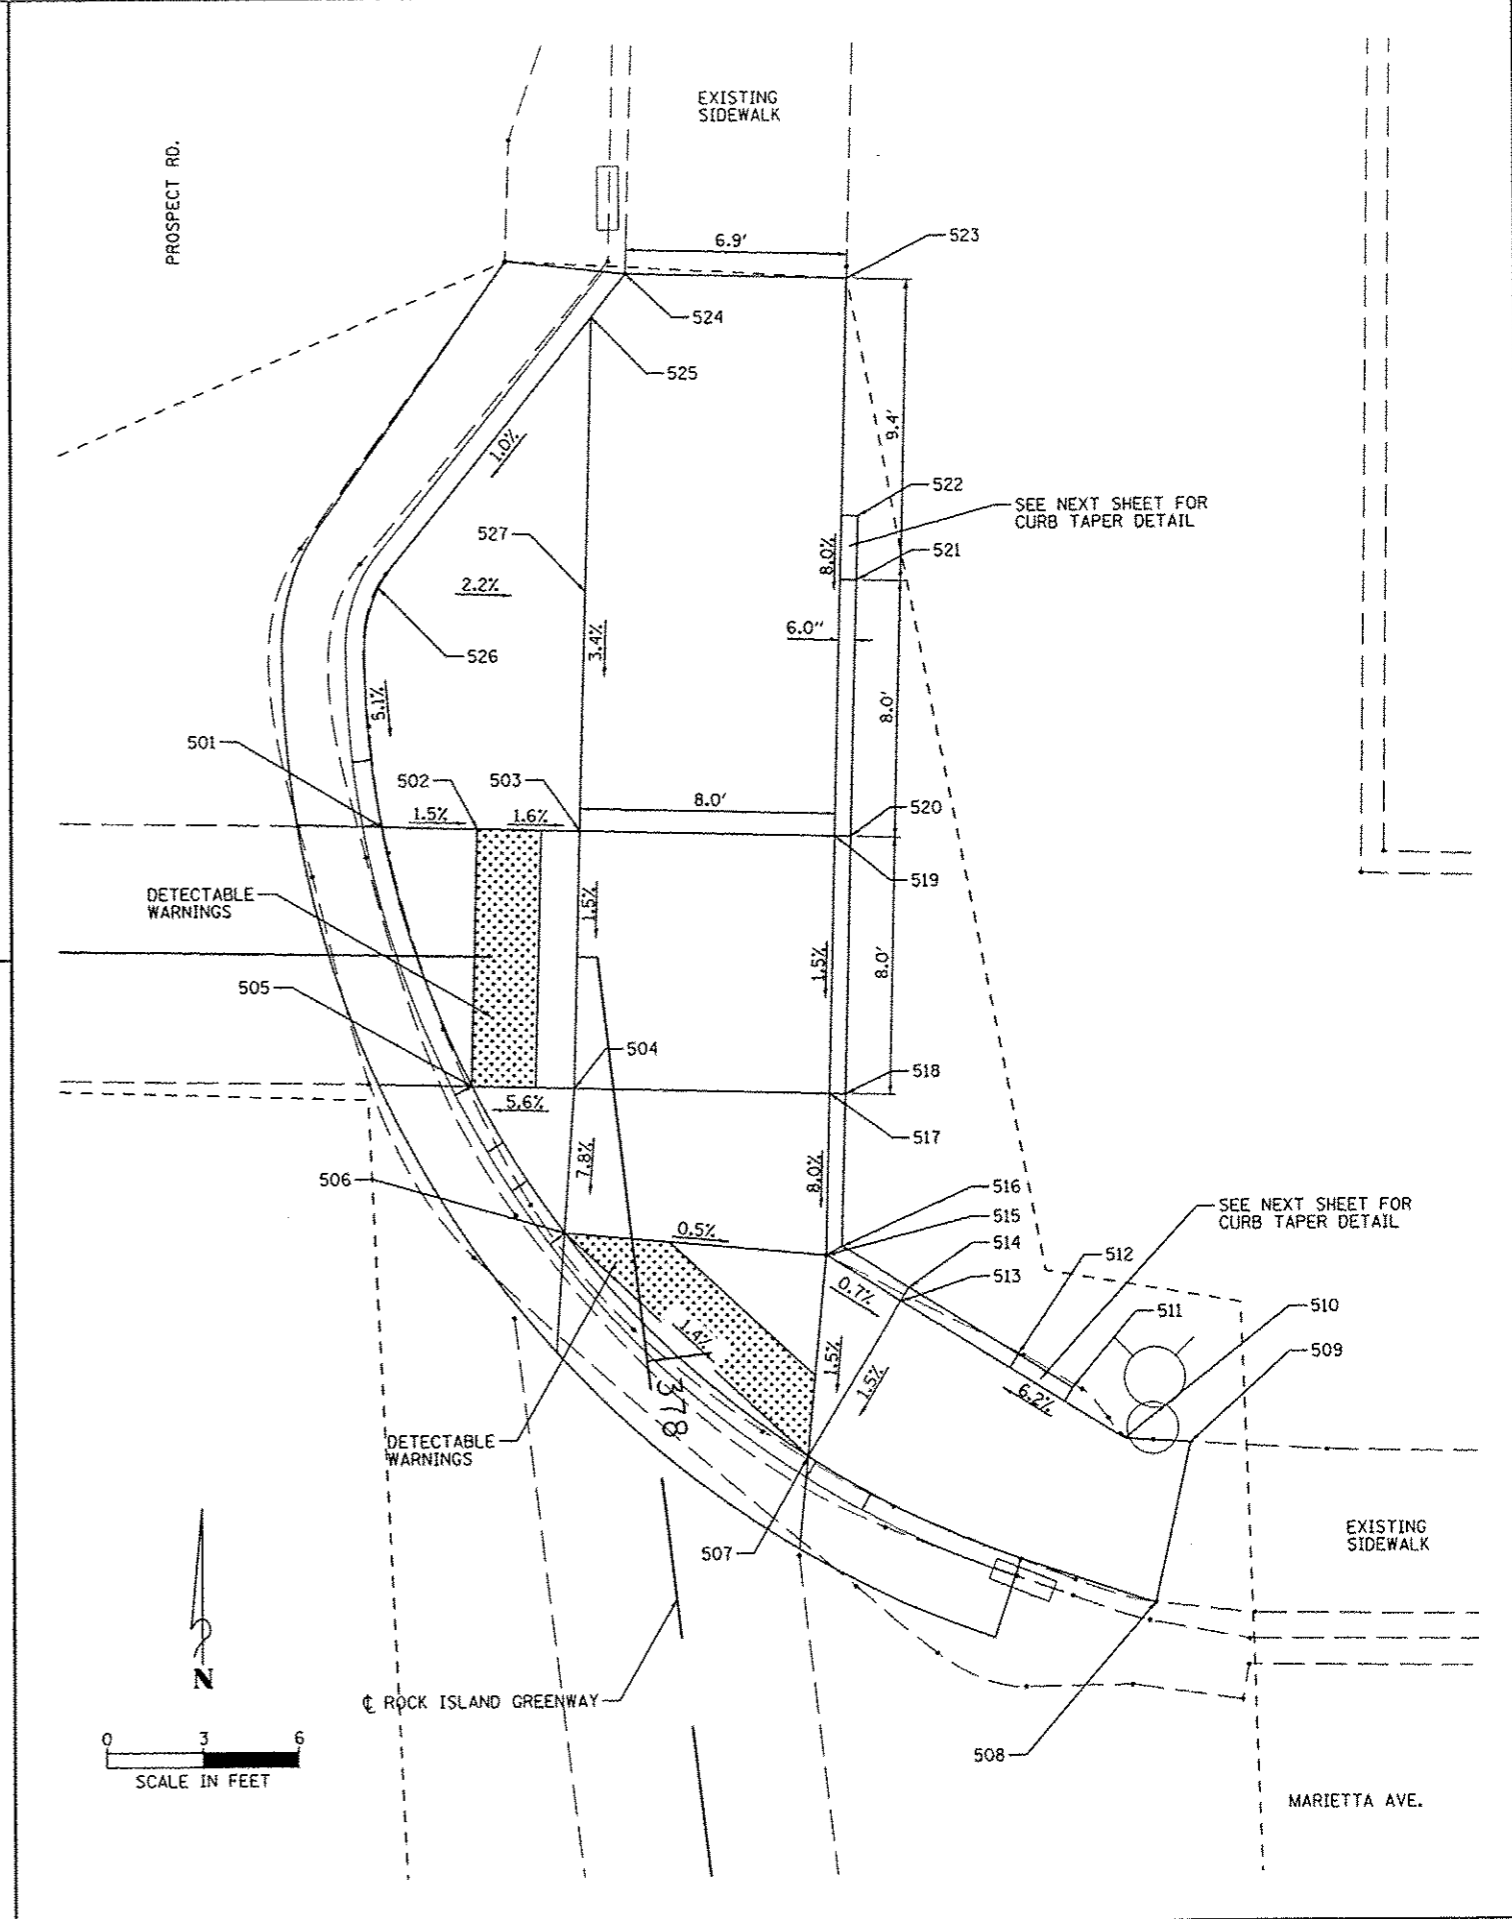 EXISTING
SIDEWALK
PROSPECT RD.
6.9'
523
524
525
1.0%
9.4'
522
SEE NEXT SHEET FOR
CURB TAPER DETAIL
527
8.0%
521
2.2%
6.0"
3.4%
526
5.1%
8.0'
501
502
503
8.0'
520
1.5%
1.6%
519
DETECTABLE
WARNINGS
1.5%
1.5%
8.0'
505
504
518
5.6%
517
7.8%
8.0%
506
516
SEE NEXT SHEET FOR
CURB TAPER DETAIL
515
0.5%
514
512
513
0.7%
511
510
1.4%
509
1.5%
1.5%
6.2%
378
DETECTABLE
WARNINGS
EXISTING
SIDEWALK
507
N
℄ ROCK ISLAND GREENWAY
0 3 6
SCALE IN FEET
508
MARIETTA AVE.